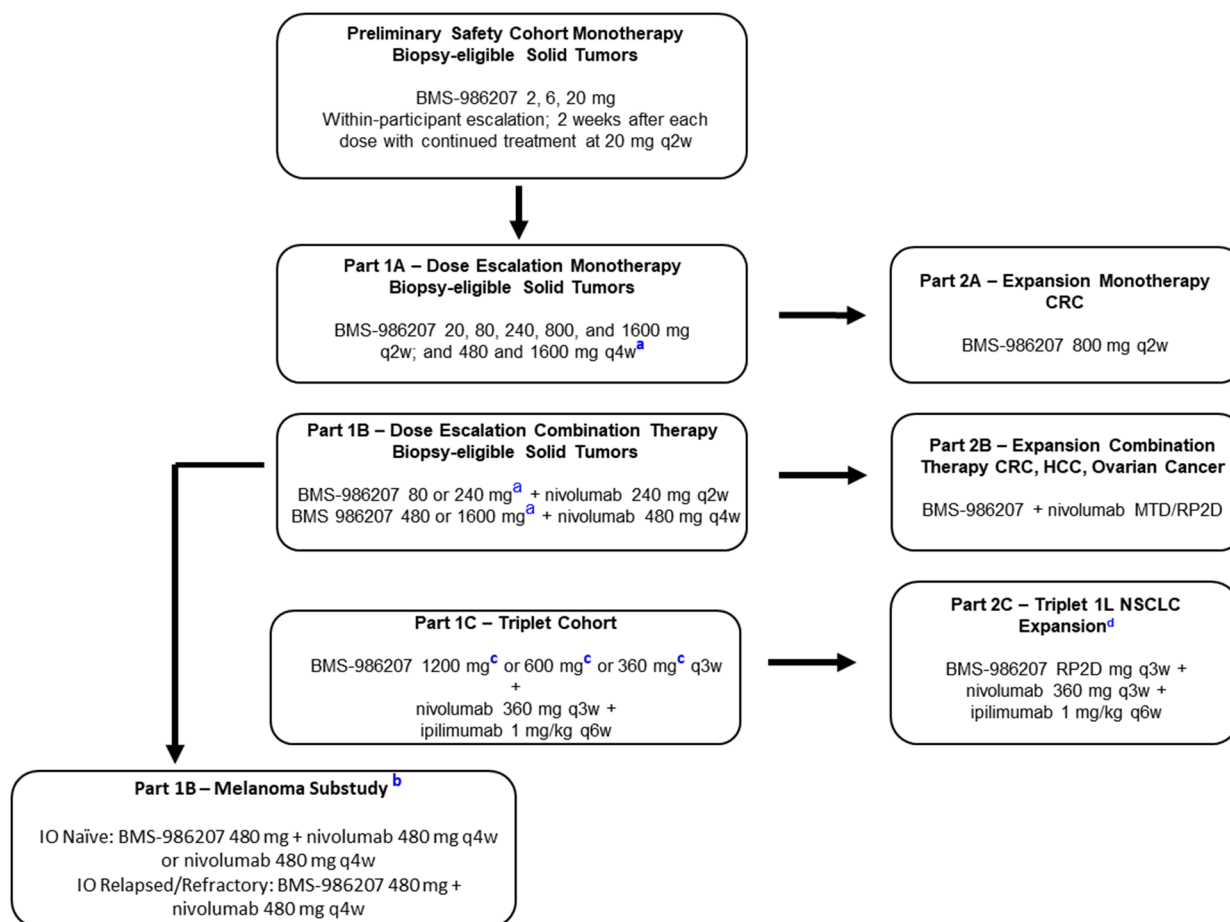 Preliminary Safety Cohort Monotherapy
Biopsy-eligible Solid Tumors
BMS-986207 2, 6, 20 mg
Within-participant escalation; 2 weeks after each
dose with continued treatment at 20 mg q2w
Part 1A – Dose Escalation Monotherapy
Biopsy-eligible Solid Tumors
BMS-986207 20, 80, 240, 800, and 1600 mg
q2w; and 480 and 1600 mg q4w^a
Part 2A – Expansion Monotherapy
CRC
BMS-986207 800 mg q2w
Part 1B – Dose Escalation Combination Therapy
Biopsy-eligible Solid Tumors
BMS-986207 80 or 240 mg^a + nivolumab 240 mg q2w
BMS 986207 480 or 1600 mg^a + nivolumab 480 mg q4w
Part 2B – Expansion Combination
Therapy CRC, HCC, Ovarian Cancer
BMS-986207 + nivolumab MTD/RP2D
Part 1C – Triplet Cohort
BMS-986207 1200 mg^c or 600 mg^c or 360 mg^c q3w
+
nivolumab 360 mg q3w +
ipilimumab 1 mg/kg q6w
Part 2C – Triplet 1L NSCLC
Expansion^d
BMS-986207 RP2D mg q3w +
nivolumab 360 mg q3w +
ipilimumab 1 mg/kg q6w
Part 1B – Melanoma Substudy ^b
IO Naïve: BMS-986207 480 mg + nivolumab 480 mg q4w
or nivolumab 480 mg q4w
IO Relapsed/Refractory: BMS-986207 480 mg +
nivolumab 480 mg q4w